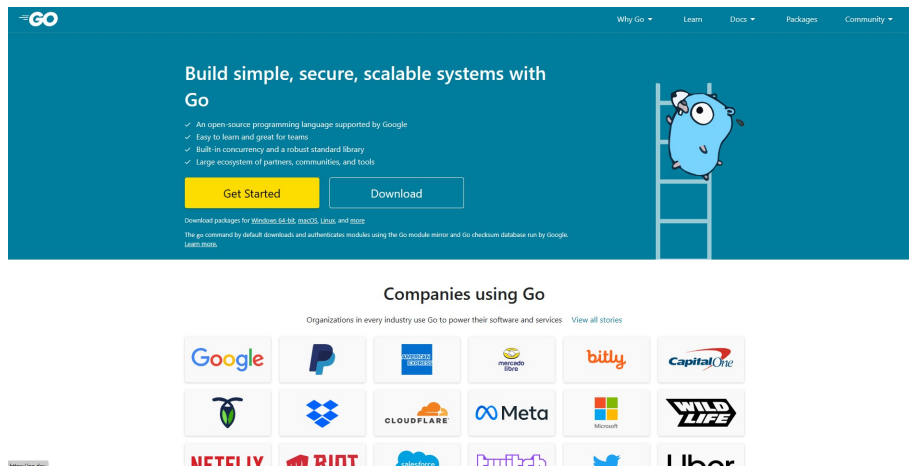 GO
Why Go
Learn
Docs
Packages
Community
Build simple, secure, scalable systems with
Go
An open-source programming language supported by Google
Easy to learn and great for teams
Built-in concurrency and a robust standard library
Large ecosystem of partners, communities, and tools
Get Started
Download
Download packages for Windows 64-bit, macOS, Linux, and more
The go command by default downloads and authenticates modules using the Go module mirror and Go checksum database run by Google.
Learn more.
Companies using Go
Organizations in every industry use Go to power their software and services View all stories
Google
AMERICAN
EXPRESS
mercado
libre
bitly
Capital One
CLOUDFLARE
Meta
Microsoft
WILD
LIFE
NETFLIX
RIOT
salesforce
twitch
Uber